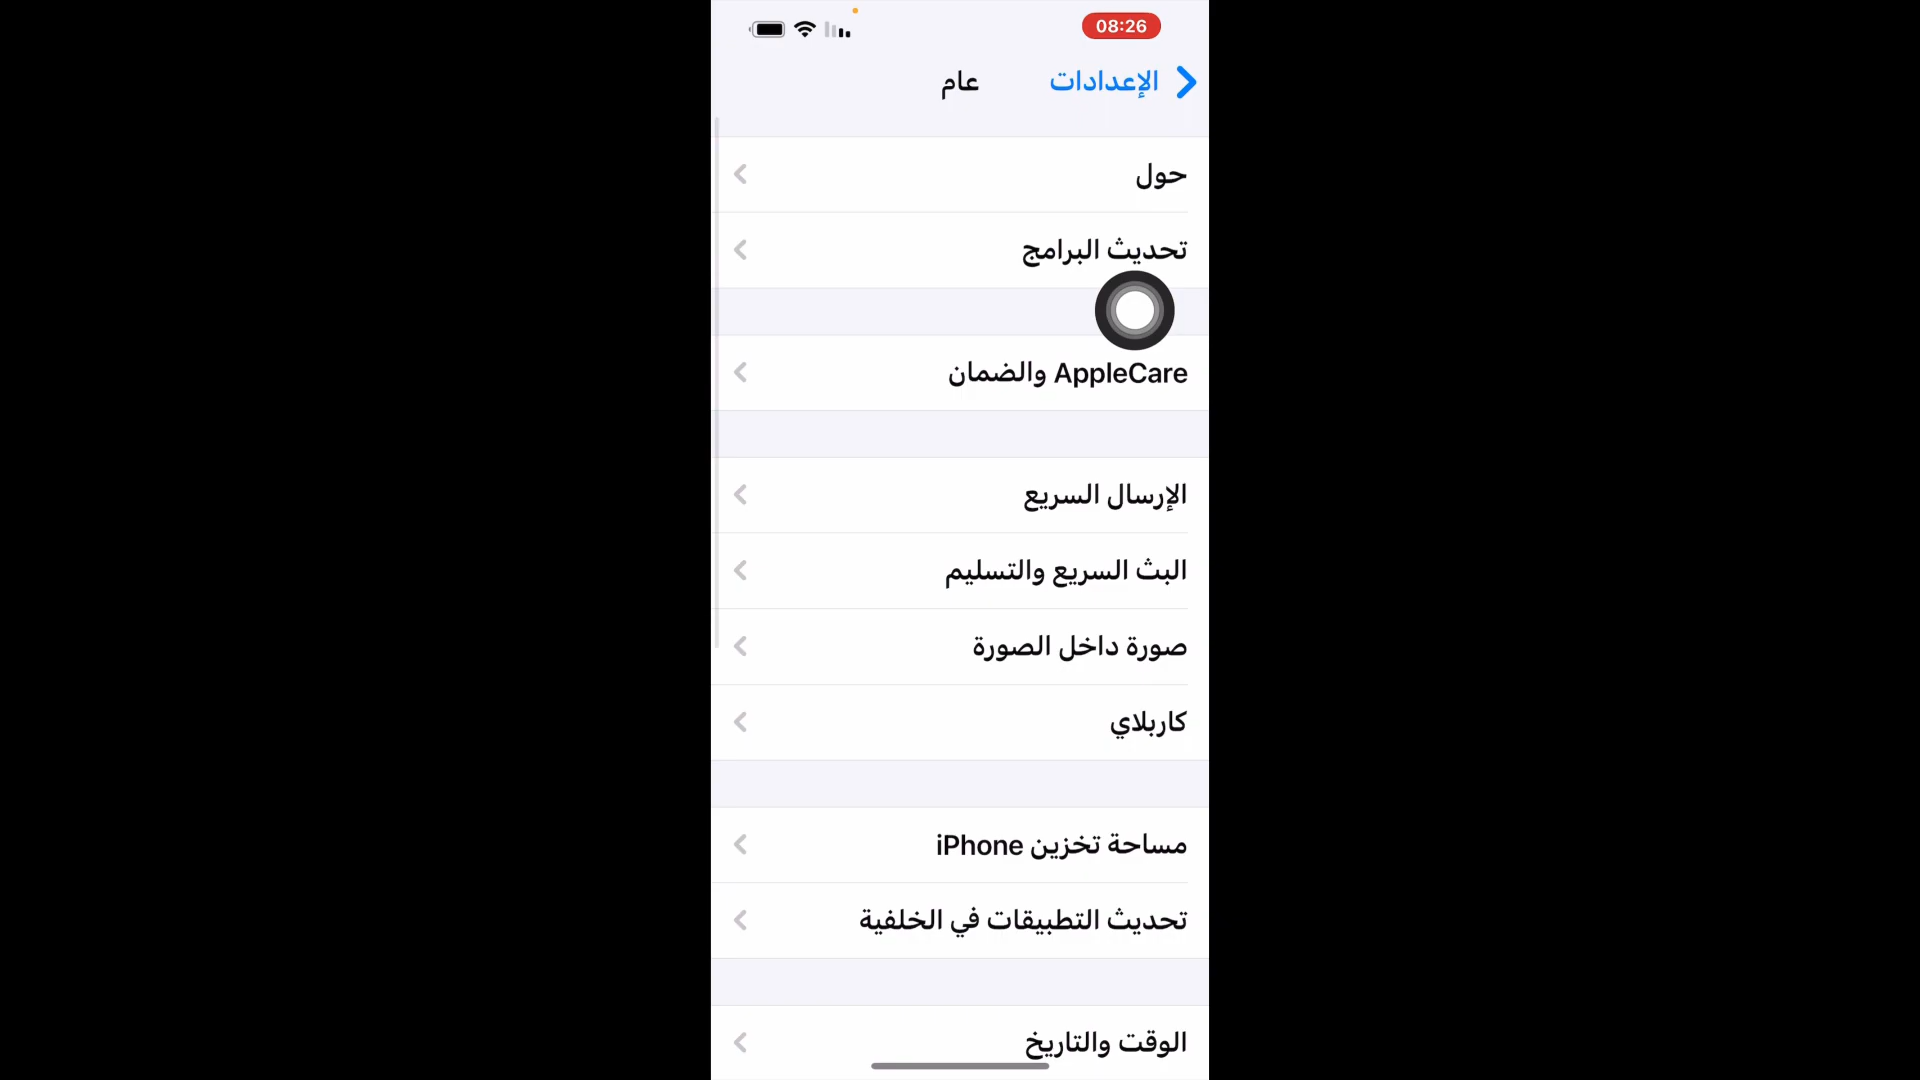 08:26
الإعدادات
عام
حول
تحديث البرامج
AppleCare والضمان
الإرسال السريع
البث السريع والتسليم
صورة داخل الصورة
كاربلاي
مساحة تخزين iPhone
تحديث التطبيقات في الخلفية
الوقت والتاريخ